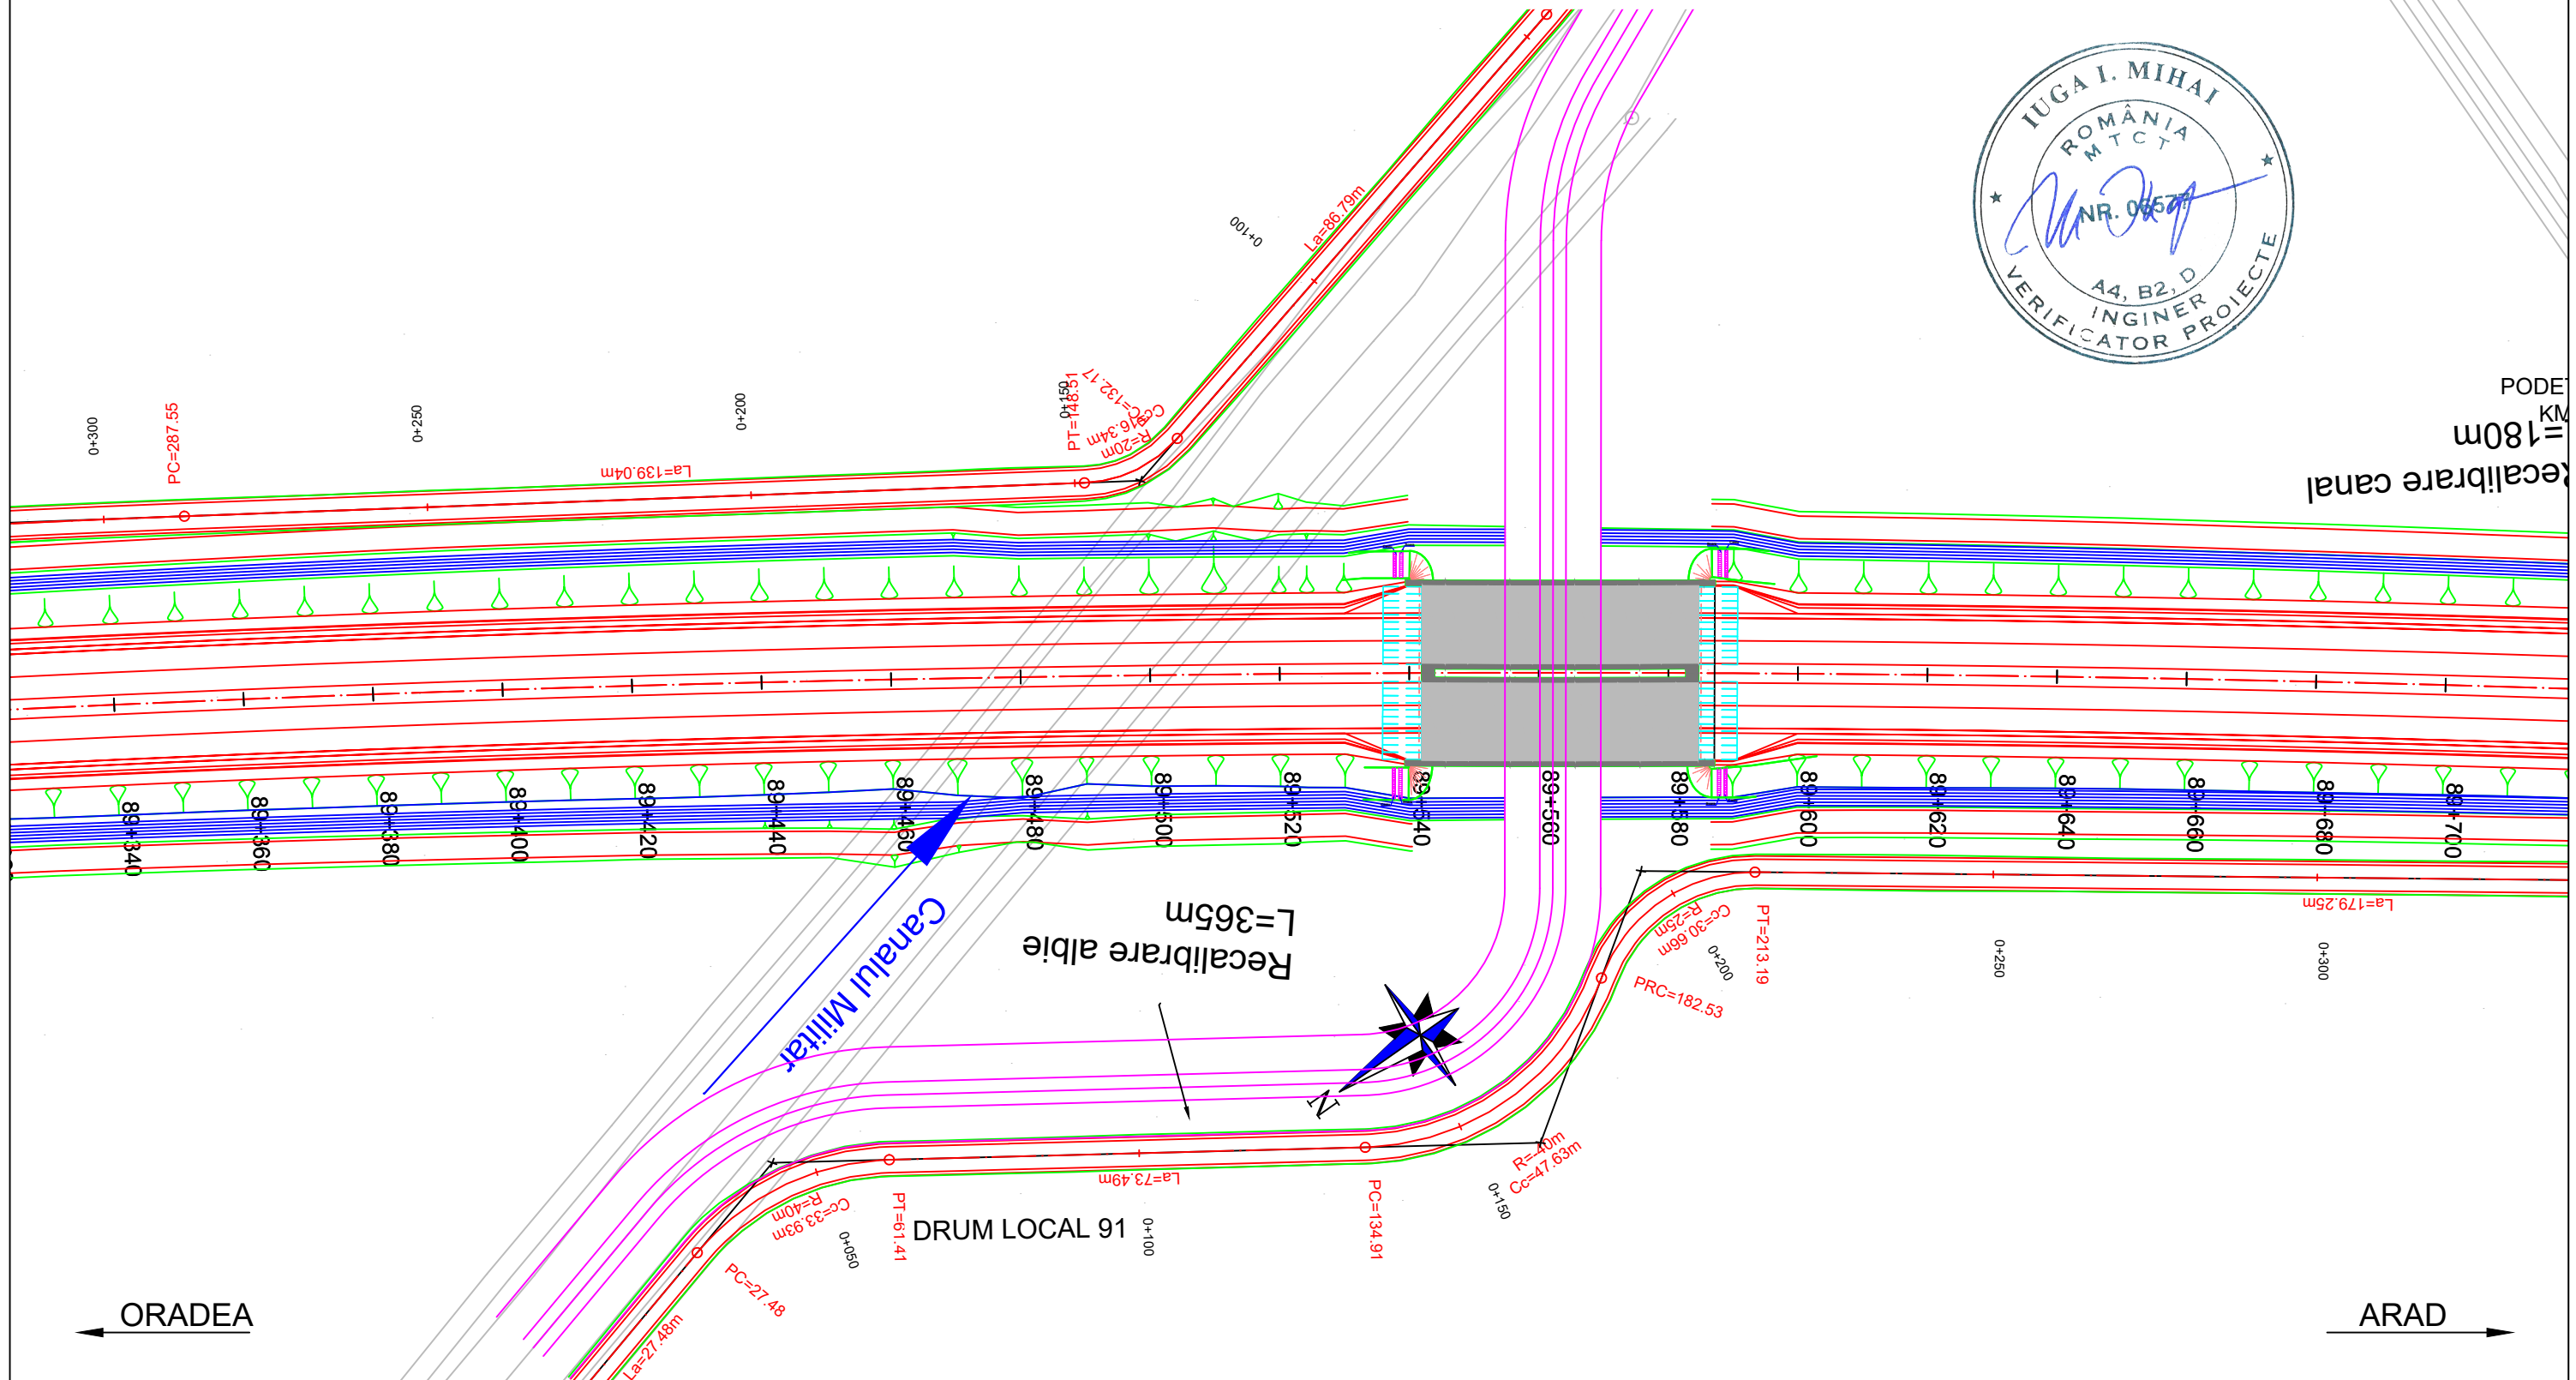 IUGA I. MIHAI
ROMÂNIA
M T C T
NR. 06577
A4, B2, D
INGINER
VERIFICATOR PROIECTE
La=86.79m
0+100
0+300
PC=287.55
0+250
La=139.04m
0+200
0+150
PT=148.51
PC=132.17
Cc=16.34m
R=20m
PODEȚ
KM
L=180m
Recalibrare canal
89+340
89+360
89+380
89+400
89+420
89+440
89+460
89+480
89+500
89+520
89+540
89+560
89+580
89+600
89+620
89+640
89+660
89+680
89+70
Canalul Militar
L=365m
Recalibrare albie
N
R=25m
Cc=30.66m
0+200
PT=213.19
PRC=182.53
La=179.25m
0+250
0+300
R=40m
Cc=33.93m
0+050
PT=61.41
DRUM LOCAL 91
0+100
La=73.49m
PC=134.91
R=-40m
Cc=47.63m
0+150
PC=27.48
La=27.48m
ORADEA
ARAD